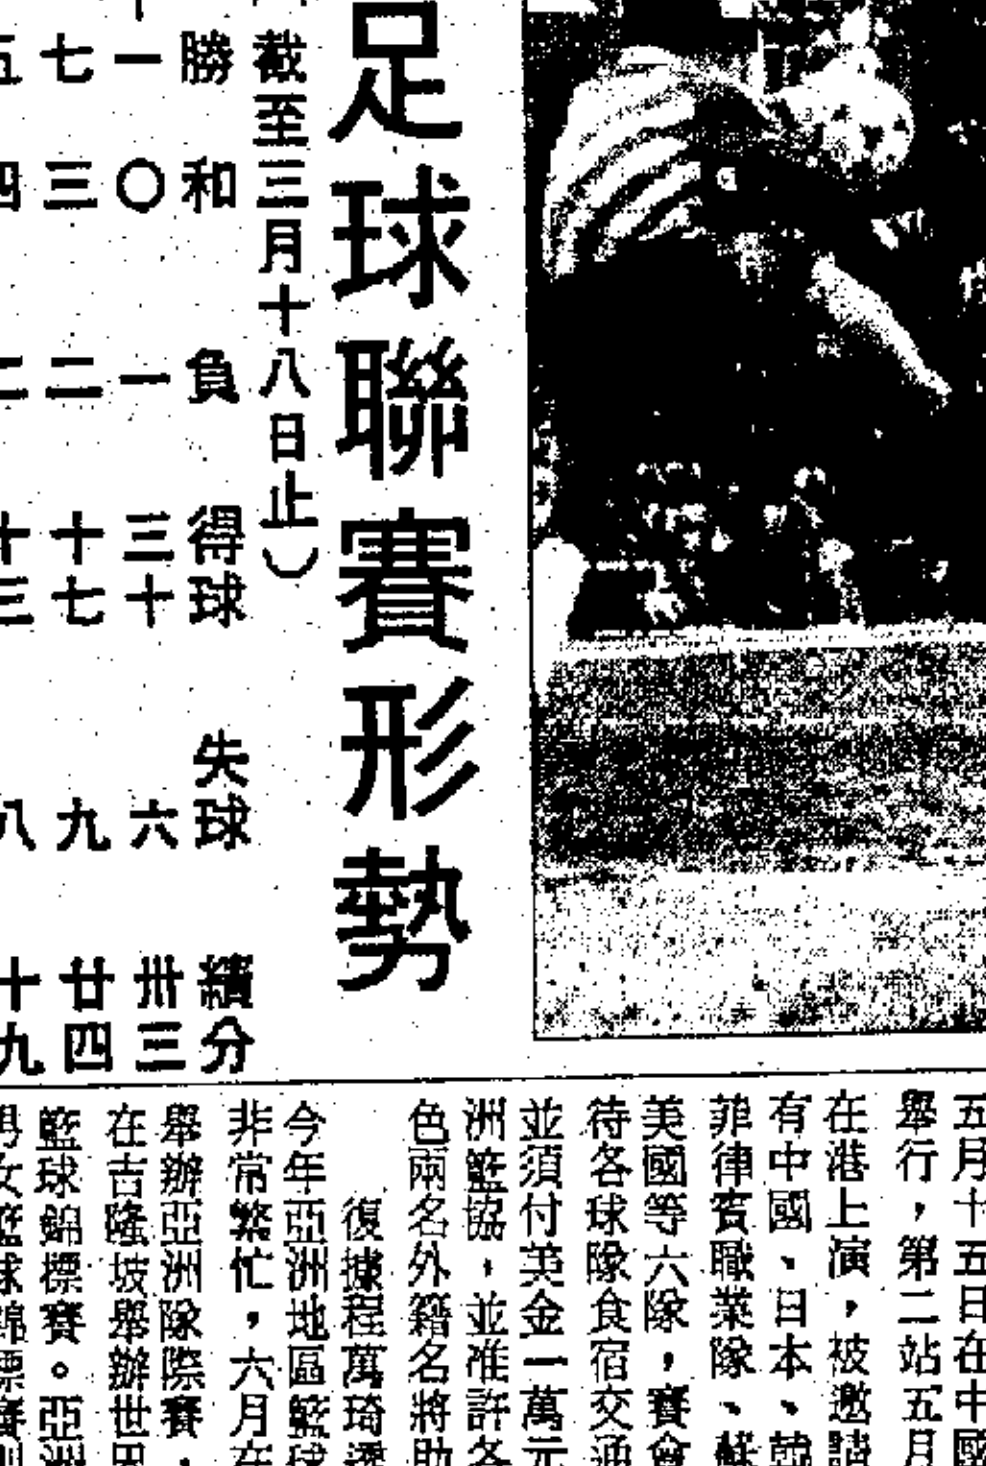 足球聯賽形勢
截至三月十八日止）
勝 和 負 得球 失球 績分
一 〇 一 三十 六 卅三
七 三 二 十七 九 廿四
五 四 二 十三 八 十九
五月十五日在中國
舉行，第二站五月
在港上演，被邀請
有中國、日本、韓
菲律賓職業隊、蘇
美國等六隊，賽會
待各球隊食宿交通
並須付美金一萬元
洲籃協，並准許各
色兩名外籍名將助
復據程萬琦透
今年亞洲地區籃球
非常繁忙，六月在
舉辦亞洲隊際賽，
在吉隆坡舉辦世界
籃球錦標賽。亞洲
男女籃球錦標賽則